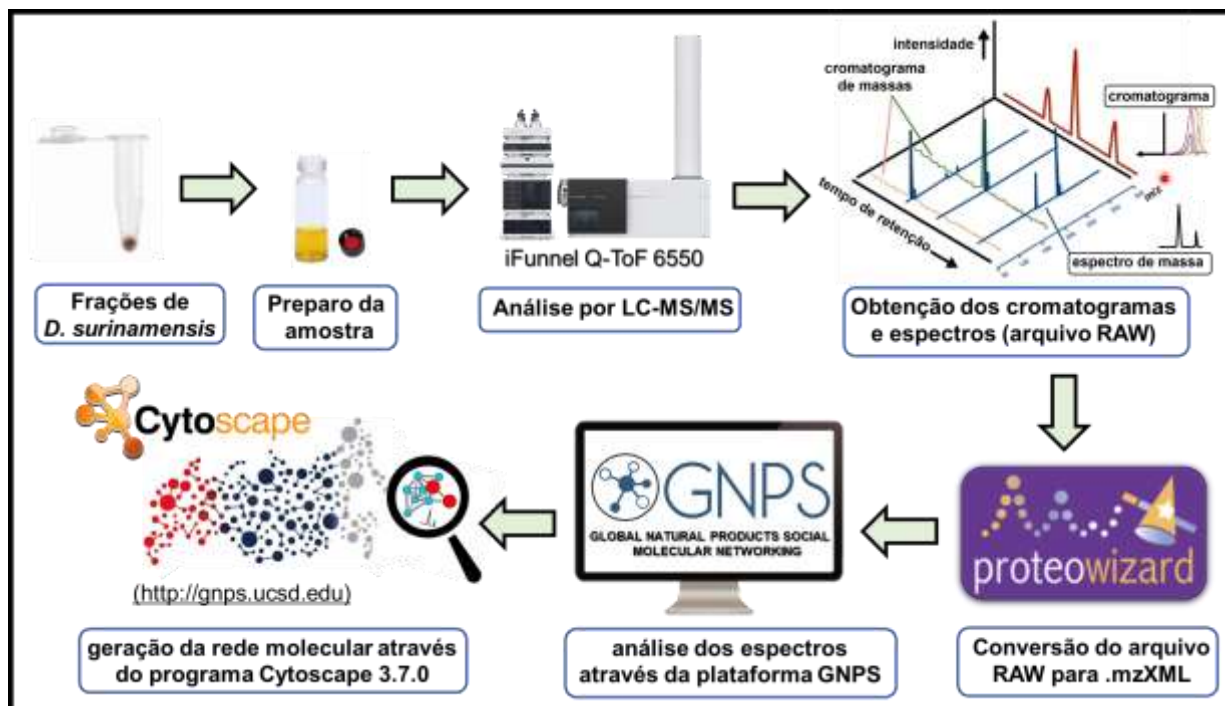 intensidade
cromatograma
de massas
cromatograma
tempo de retenção
m/z
espectro de massa
iFunnel Q-ToF 6550
Frações de
D. surinamensis
Preparo da
amostra
Análise por LC-MS/MS
Obtenção dos cromatogramas
e espectros (arquivo RAW)
Cytoscape
(http://gnps.ucsd.edu)
GNPS
GLOBAL NATURAL PRODUCTS SOCIAL
MOLECULAR NETWORKING
proteowizard
geração da rede molecular através
do programa Cytoscape 3.7.0
análise dos espectros
através da plataforma GNPS
Conversão do arquivo
RAW para .mzXML